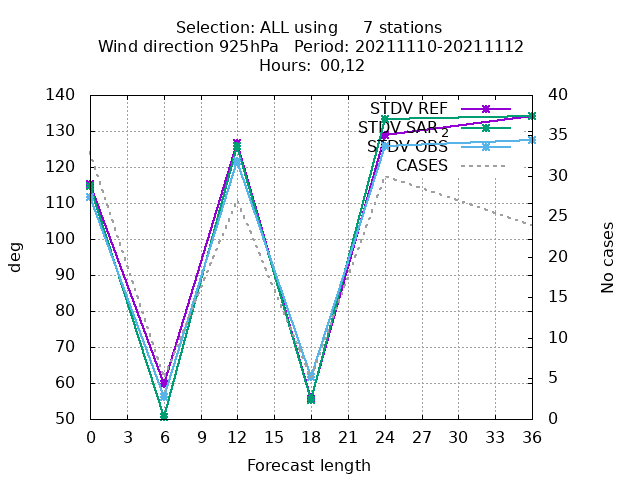 Selection: ALL using 7 stations
Wind direction 925hPa Period: 20211110-20211112
Hours: 00,12
140
130
120
110
100
90
80
70
60
50
40
35
30
25
20
15
10
5
0
STDV REF
STDV SAR 2
STDV OBS
CASES
deg
No cases
0 3 6 9 12 15 18 21 24 27 30 33 36
Forecast length